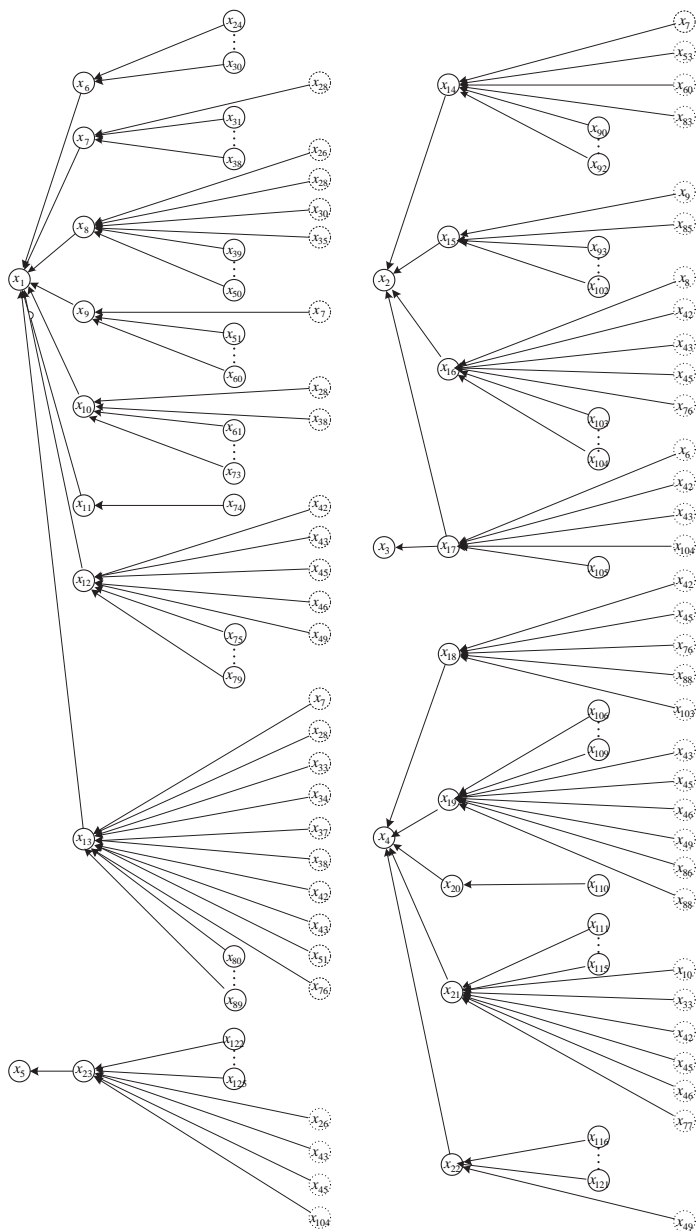 x24
x30
x6
x28
x31
x38
x7
x26
x28
x30
x35
x8
x39
x50
x1
x9
x7
x51
x60
x28
x38
x10
x61
x73
x11
x74
x42
x43
x45
x46
x49
x12
x75
x79
x7
x28
x33
x34
x37
x38
x42
x43
x51
x76
x13
x80
x89
x122
x125
x5
x23
x26
x43
x45
x104
x7
x53
x60
x83
x14
x90
x92
x9
x85
x15
x93
x102
x2
x8
x42
x43
x45
x76
x16
x103
x104
x6
x42
x43
x104
x3
x17
x105
x42
x45
x76
x88
x103
x18
x106
x109
x43
x45
x46
x49
x86
x88
x19
x4
x20
x110
x111
x115
x10
x33
x42
x45
x46
x77
x21
x116
x121
x22
x49